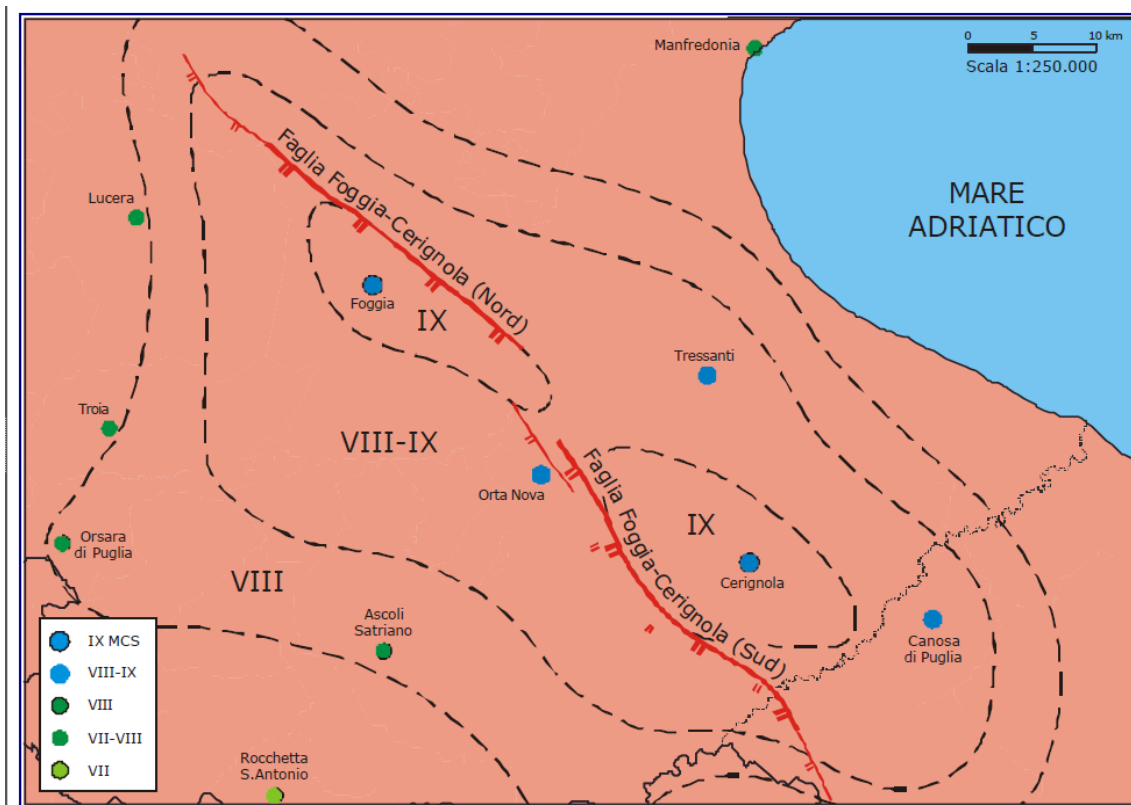 Manfredonia
0 5 10 km
Scala 1:250.000
MARE
ADRIATICO
Lucera
Faglia Foggia-Cerignola (Nord)
Foggia
IX
Tressanti
Troia
VIII-IX
Orta Nova
Faglia Foggia-Cerignola (Sud)
IX
Cerignola
Orsara
di Puglia
VIII
Ascoli
Satriano
Canosa
di Puglia
IX MCS
VIII-IX
VIII
VII-VIII
VII
Rocchetta
S.Antonio